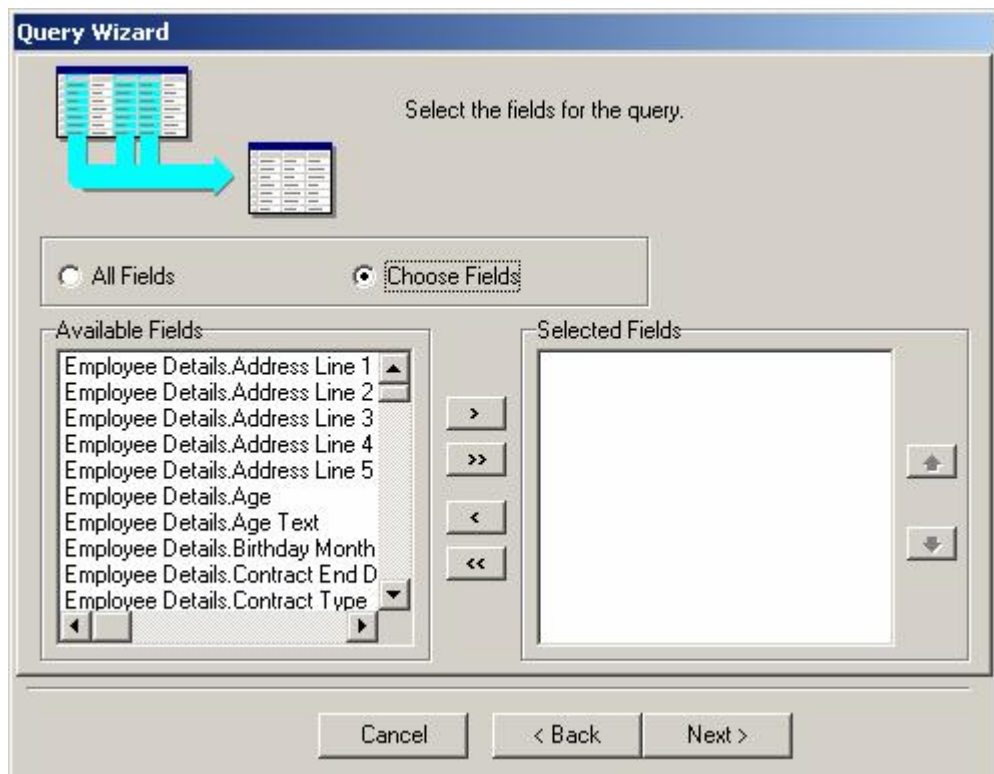 Query Wizard
Select the fields for the query.
All Fields
Choose Fields
Available Fields
Selected Fields
Employee Details.Address Line 1
Employee Details.Address Line 2
Employee Details.Address Line 3
Employee Details.Address Line 4
Employee Details.Address Line 5
Employee Details.Age
Employee Details.Age Text
Employee Details.Birthday Month
Employee Details.Contract End D
Employee Details.Contract Type
>
>>
<
<<
Cancel
< Back
Next >